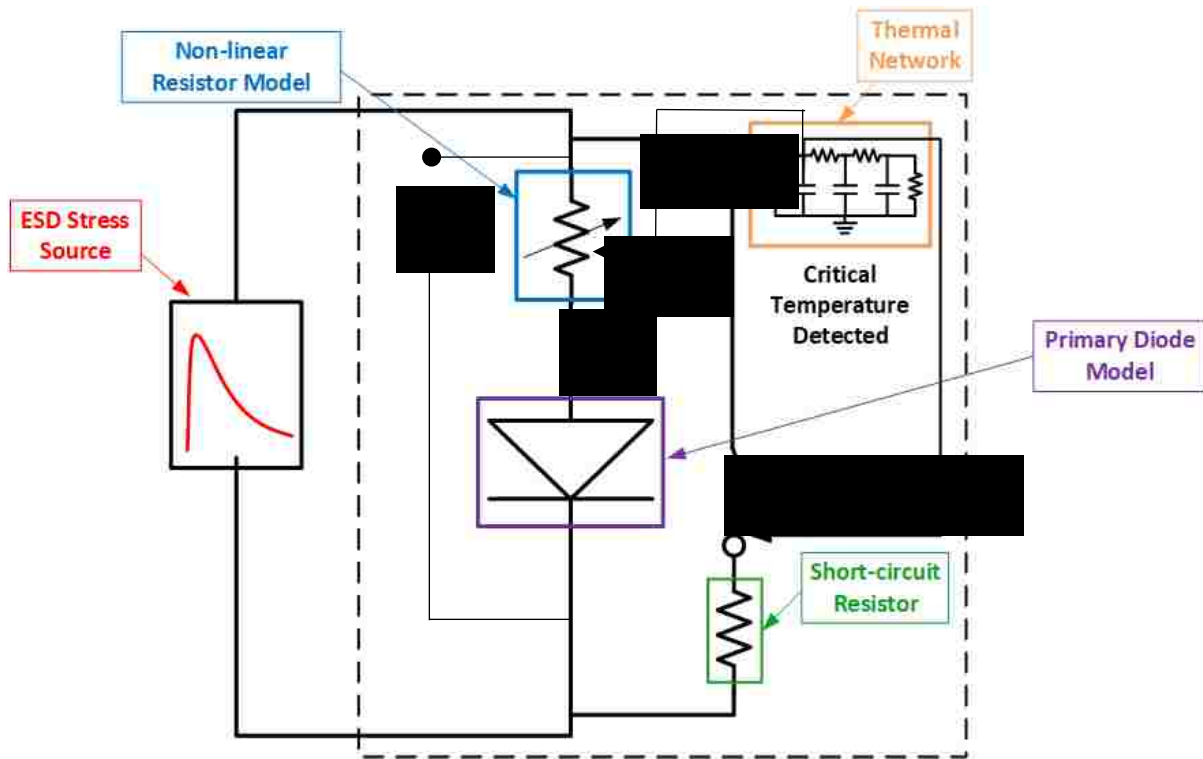 Non-linear
Resistor Model
Thermal
Network
ESD Stress
Source
Critical
Temperature
Detected
Primary Diode
Model
Short-circuit
Resistor